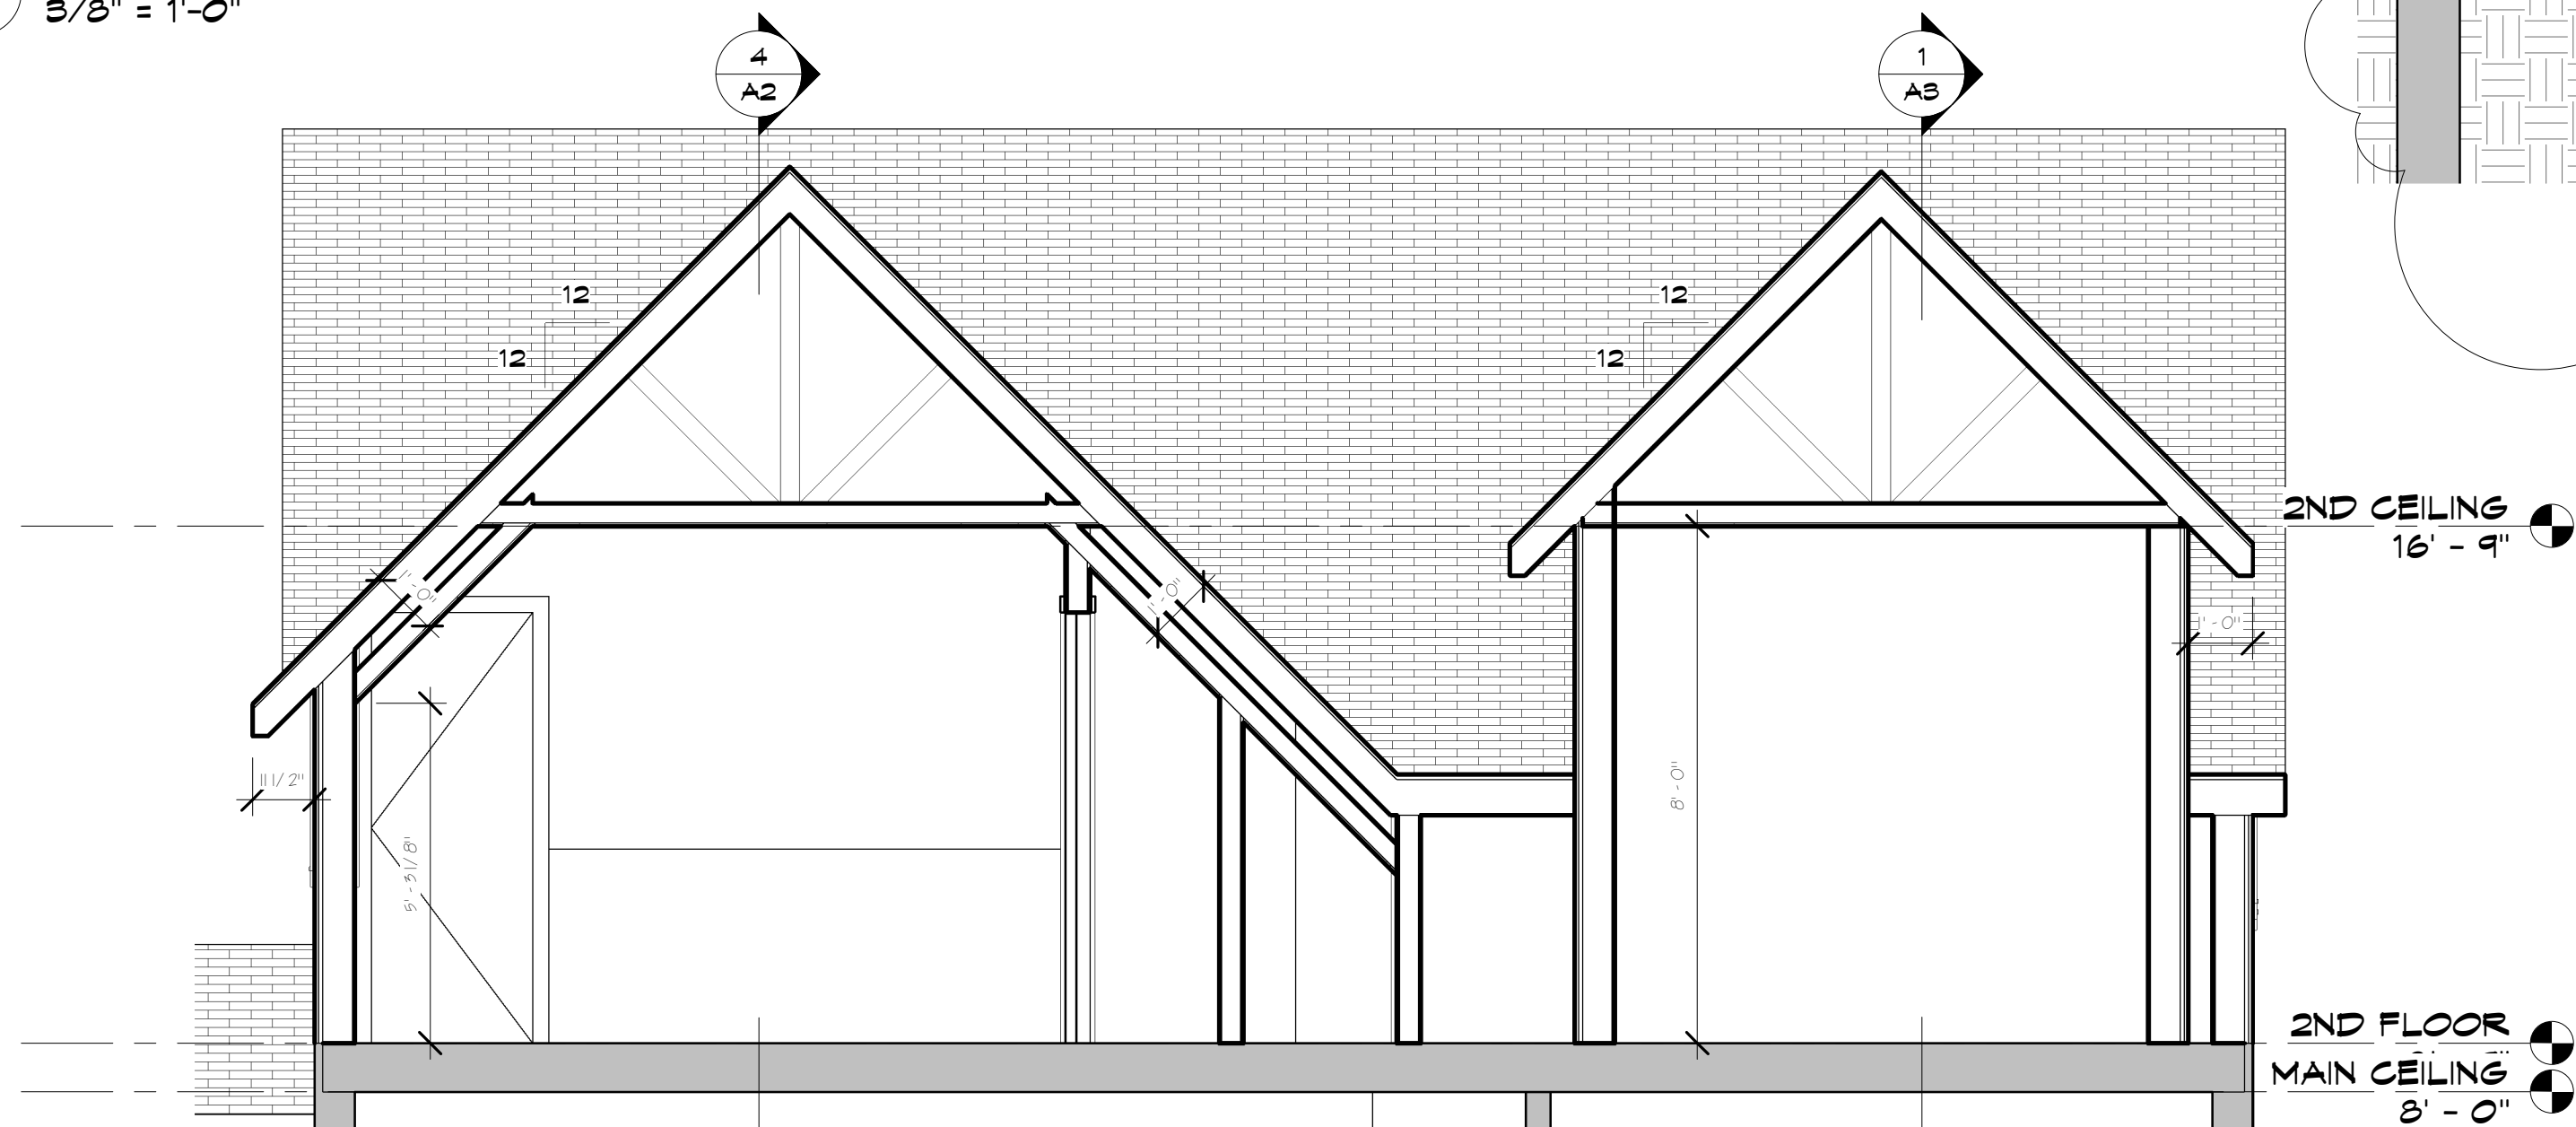 3/8" = 1'-0"
4
A2
1
A3
12
12
12
12
2ND CEILING
16' - 9"
1' - 0"
1' - 0"
1' - 0"
11 1/2"
8' - 0"
5' - 3 1/8"
2ND FLOOR
MAIN CEILING
8' - 0"